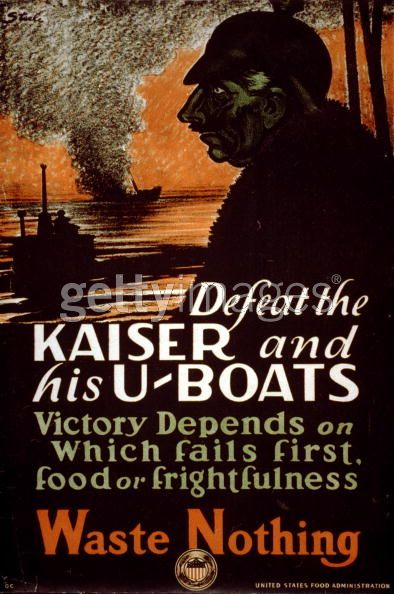 gettyimages®
Defeat the
KAISER and
his U-BOATS
Victory Depends on
Which fails first,
food or frightfulness
Waste Nothing
UNITED STATES FOOD ADMINISTRATION